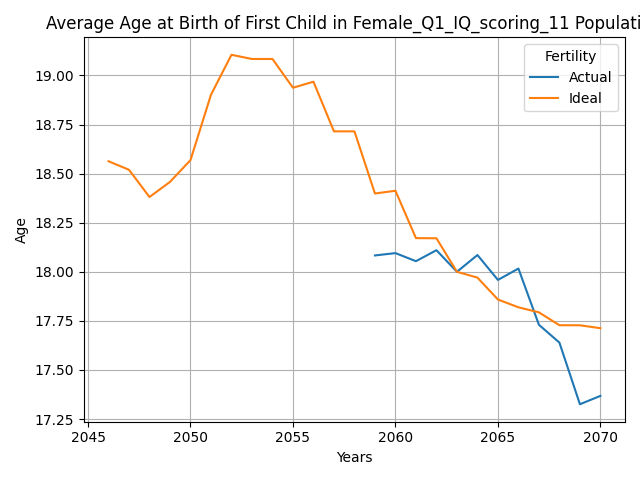 Average Age at Birth of First Child in Female_Q1_IQ_scoring_11 Populati
Fertility
Actual
Ideal
19.00
18.75
18.50
18.25
18.00
17.75
17.50
17.25
Age
2045 2050 2055 2060 2065 2070
Years